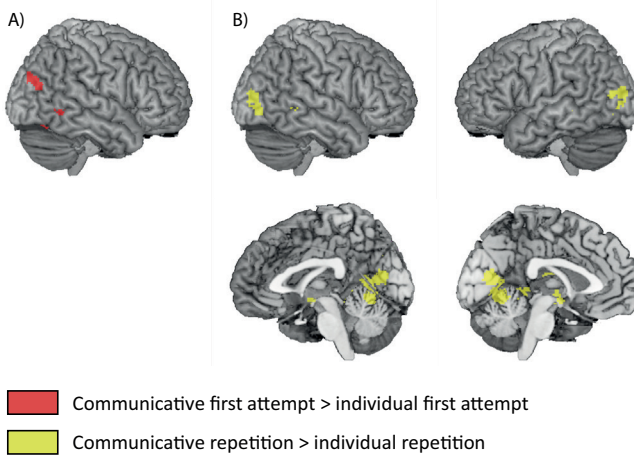 A)
B)
Communicative first attempt > individual first attempt
Communicative repetition > individual repetition